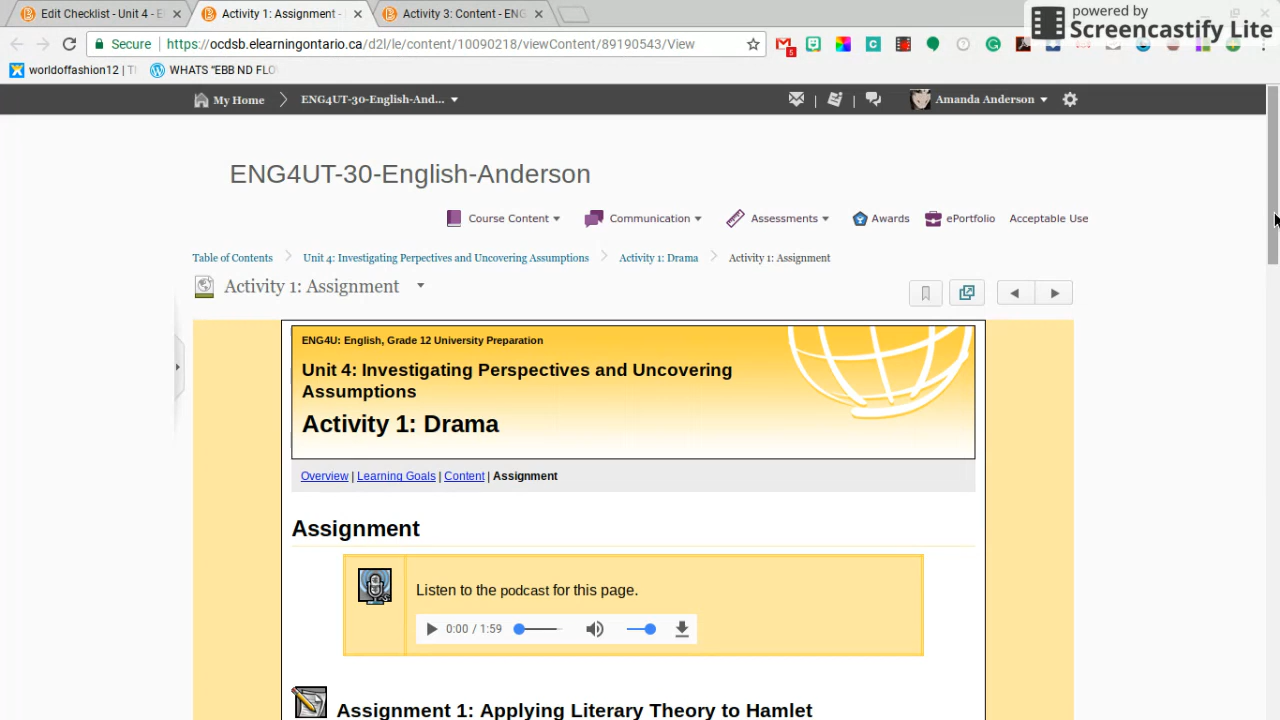 Edit Checklist - Unit 4 - E
Activity 1: Assignment -
Activity 3: Content - ENG
powered by
Screencastify Lite
Secure
https://ocdsb.elearningontario.ca/d2l/le/content/10090218/viewContent/89190543/View
5
worldoffashion12 | Th
WHATS "EBB ND FLO
My Home
ENG4UT-30-English-And...
Amanda Anderson
ENG4UT-30-English-Anderson
Course Content
Communication
Assessments
Awards
ePortfolio
Acceptable Use
Table of Contents
Unit 4: Investigating Perpectives and Uncovering Assumptions
Activity 1: Drama
Activity 1: Assignment
Activity 1: Assignment
ENG4U: English, Grade 12 University Preparation
Unit 4: Investigating Perspectives and Uncovering
Assumptions
Activity 1: Drama
Overview | Learning Goals | Content | Assignment
Assignment
Listen to the podcast for this page.
0:00 / 1:59
Assignment 1: Applying Literary Theory to Hamlet